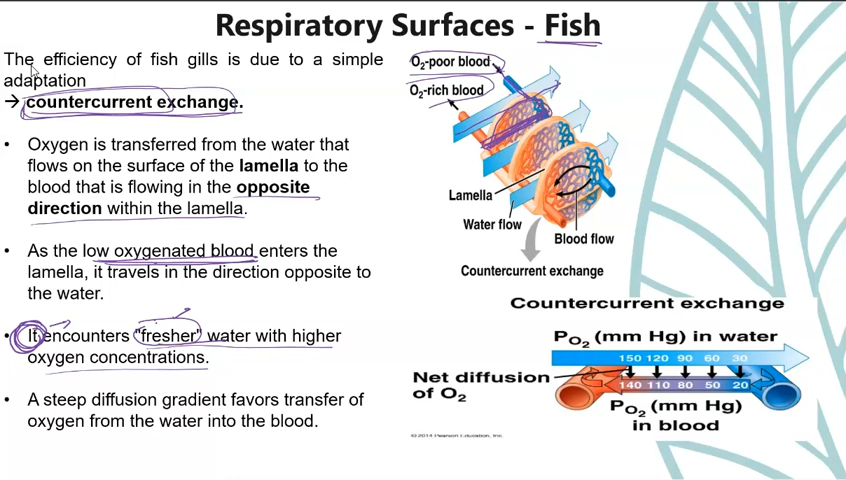 Respiratory Surfaces - Fish
The efficiency of fish gills is due to a simple
adaptation
→ countercurrent exchange.
• Oxygen is transferred from the water that
flows on the surface of the lamella to the
blood that is flowing in the opposite
direction within the lamella.
• As the low oxygenated blood enters the
lamella, it travels in the direction opposite to
the water.
• It encounters "fresher" water with higher
oxygen concentrations.
• A steep diffusion gradient favors transfer of
oxygen from the water into the blood.
O₂-poor blood
O₂-rich blood
Lamella
Water flow
Blood flow
Countercurrent exchange
Countercurrent exchange
PO₂ (mm Hg) in water
150 120 90 60 30
Net diffusion
of O₂
140 110 80 50 20
PO₂ (mm Hg)
in blood
© 2014 Pearson Education, Inc.